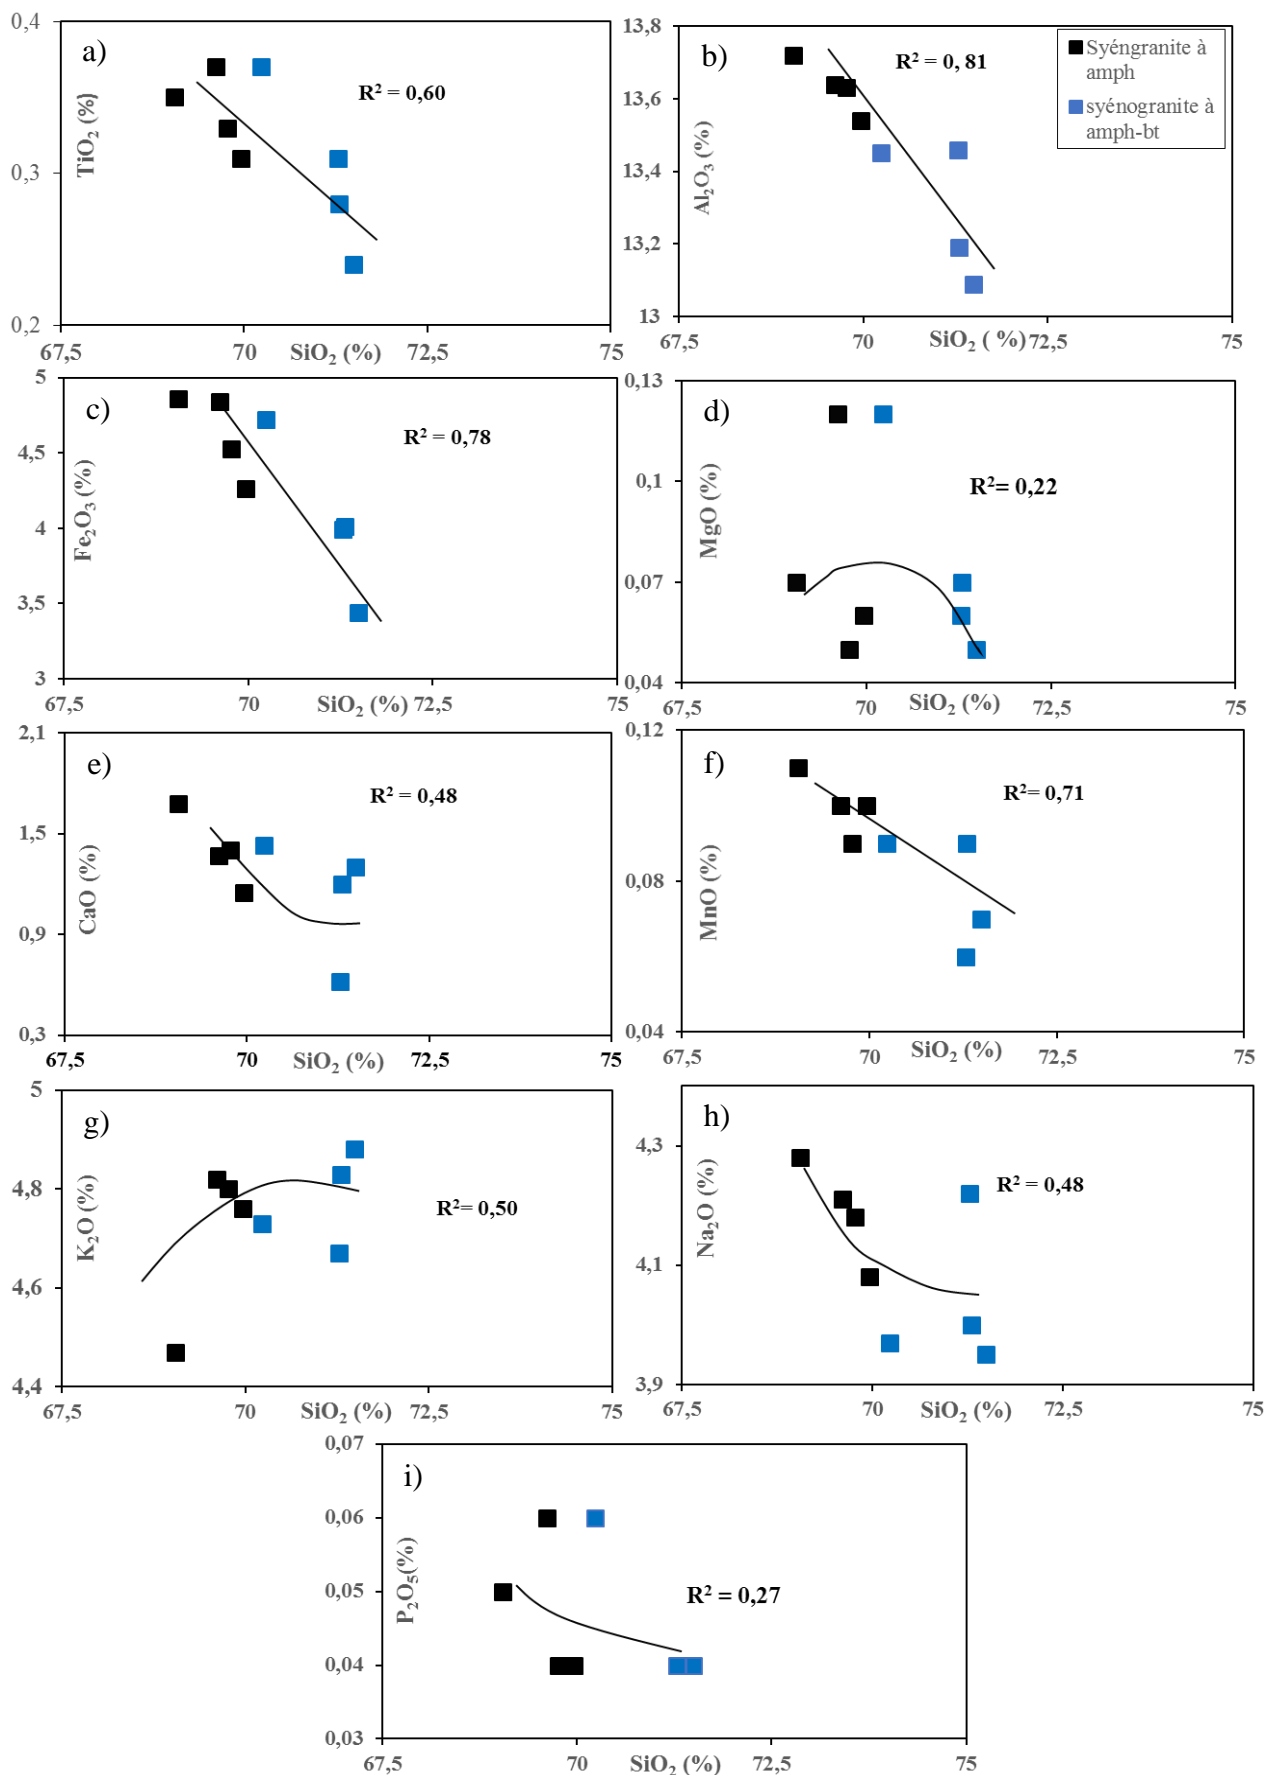 a)
R² = 0,60
TiO₂ (%)
0,4
0,3
0,2
67,5
70
72,5
75
SiO₂ (%)
b)
R² = 0, 81
Syéngranite à
amph
syénogranite à
amph-bt
Al₂O₃ (%)
13,8
13,6
13,4
13,2
13
67,5
70
72,5
75
SiO₂ ( %)
c)
R² = 0,78
Fe₂O₃ (%)
5
4,5
4
3,5
3
67,5
70
72,5
75
SiO₂ (%)
d)
R²= 0,22
MgO (%)
0,13
0,1
0,07
0,04
67,5
70
72,5
75
SiO₂ (%)
e)
R² = 0,48
CaO (%)
2,1
1,5
0,9
0,3
67,5
70
72,5
75
SiO₂ (%)
f)
R²= 0,71
MnO (%)
0,12
0,08
0,04
67,5
70
72,5
75
SiO₂ (%)
g)
R²= 0,50
K₂O (%)
5
4,8
4,6
4,4
67,5
70
72,5
75
SiO₂ (%)
h)
R² = 0,48
Na₂O (%)
4,3
4,1
3,9
67,5
70
72,5
75
SiO₂ (%)
i)
R² = 0,27
P₂O₅(%)
0,07
0,06
0,05
0,04
0,03
67,5
70
72,5
75
SiO₂ (%)